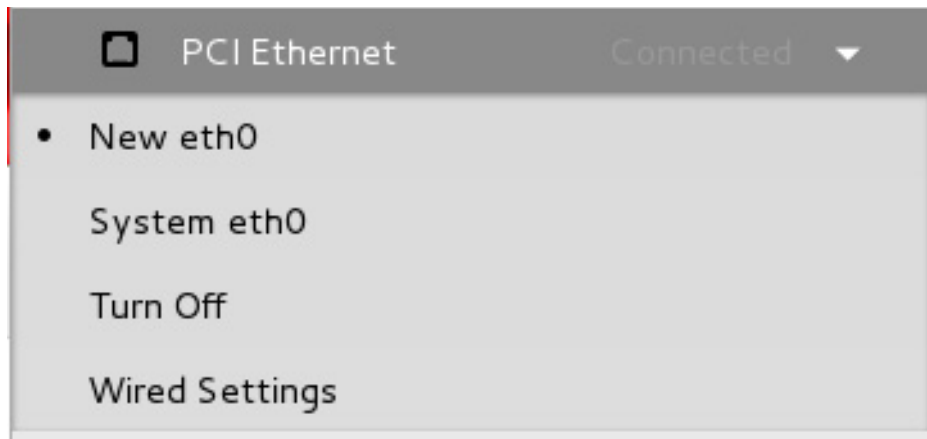 PCI Ethernet Connected
New eth0
System eth0
Turn Off
Wired Settings